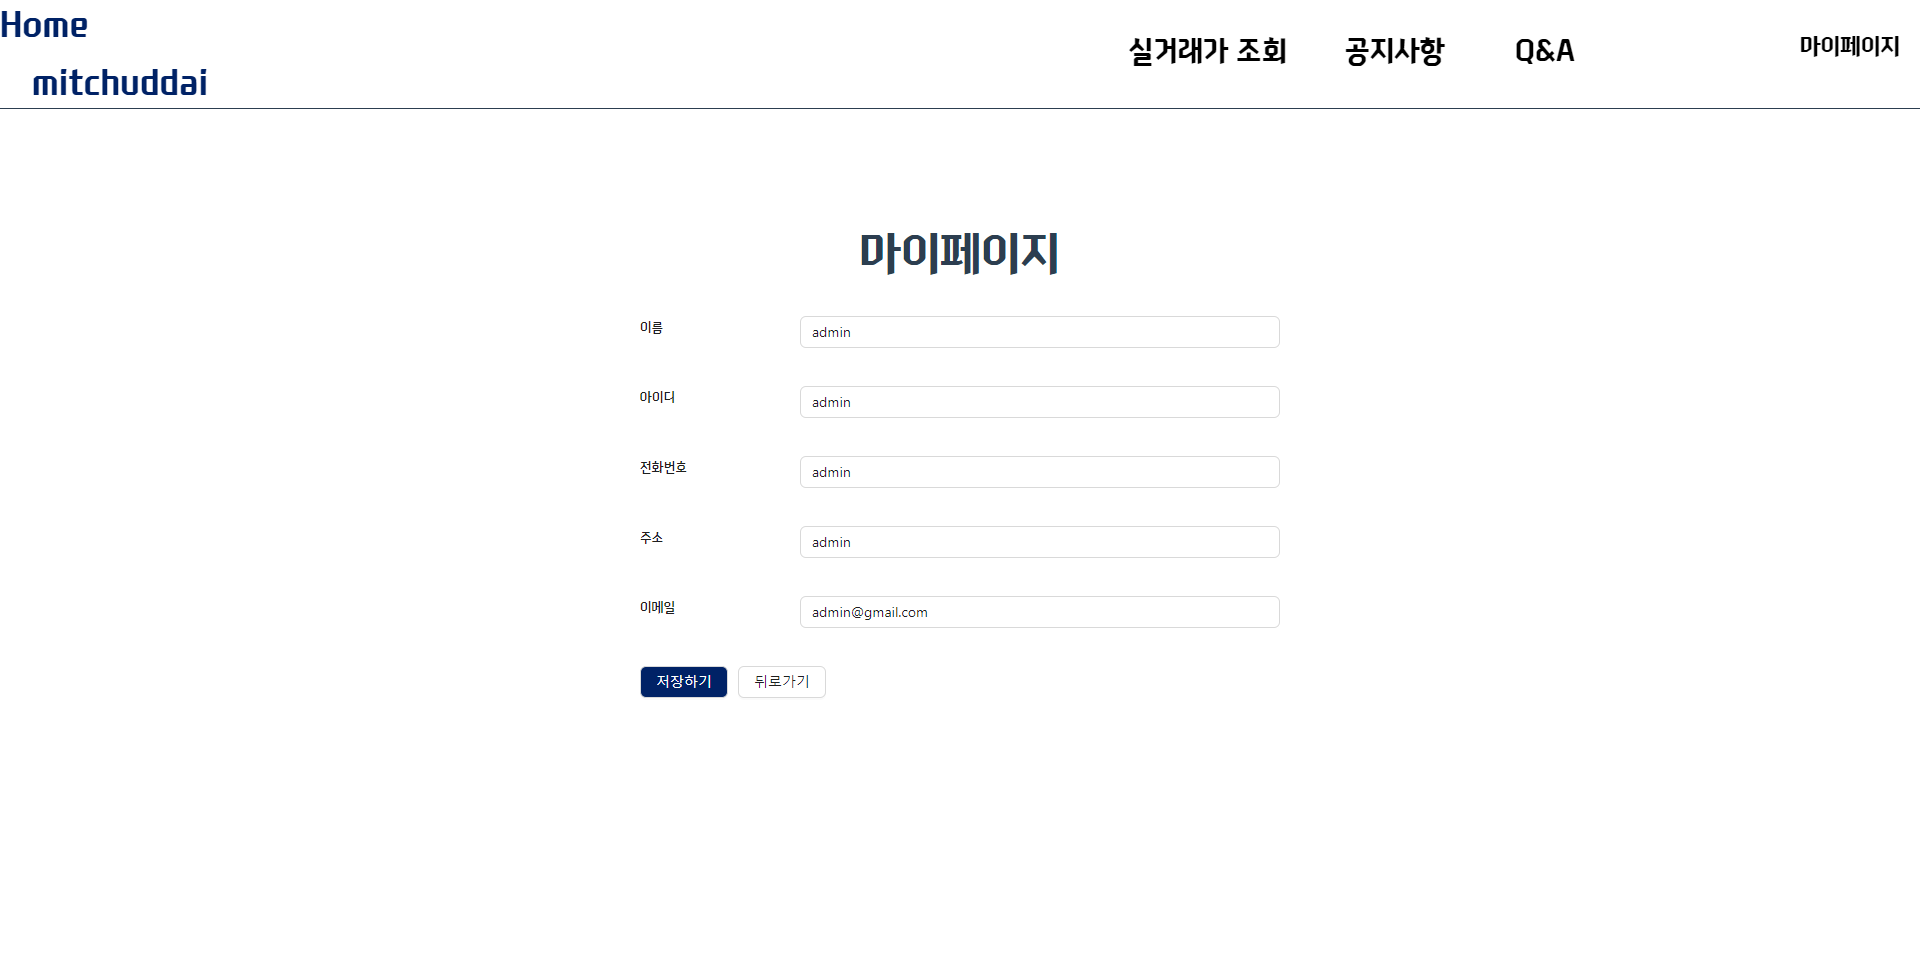 Home
mitchuddai
실거래가 조회
공지사항
Q&A
마이페이지
마이페이지
이름
admin
아이디
admin
전화번호
admin
주소
admin
이메일
admin@gmail.com
저장하기
뒤로가기